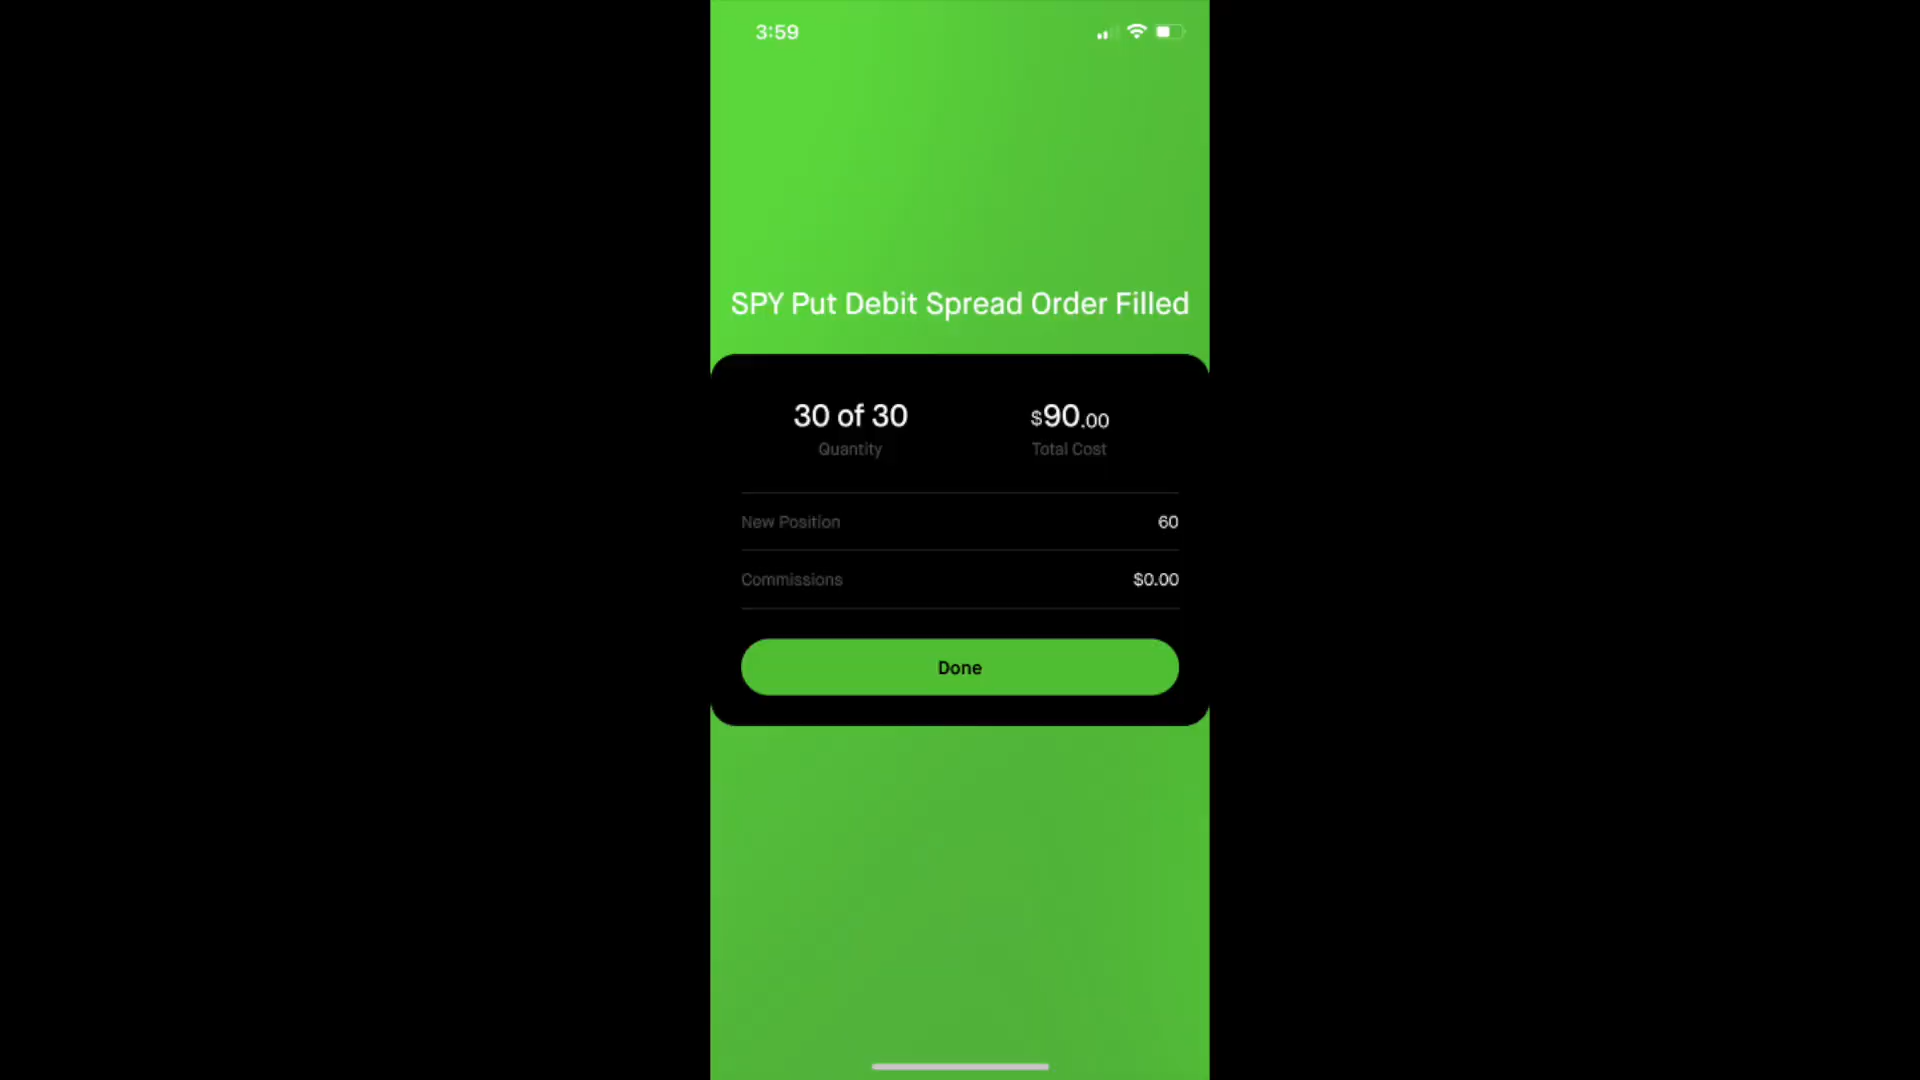 3:59
SPY Put Debit Spread Order Filled
30 of 30 $90.00
Quantity Total Cost
New Position 60
Commissions $0.00
Done